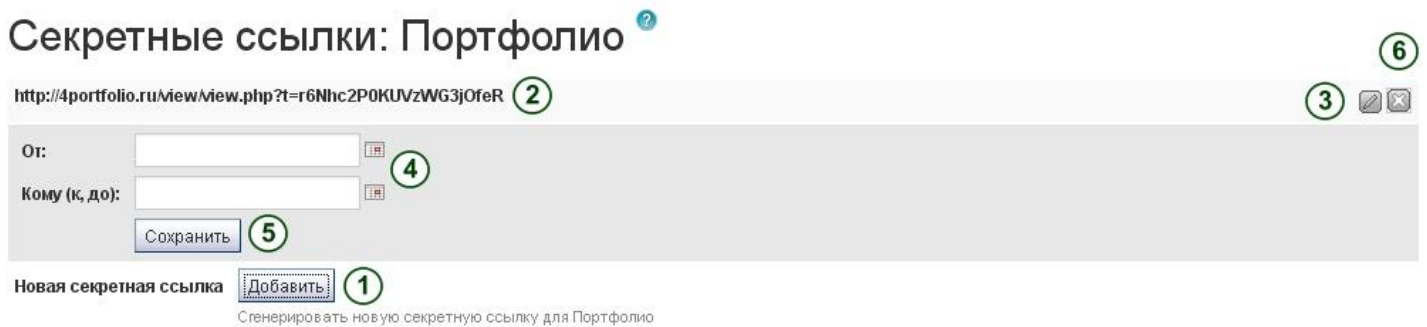 Секретные ссылки: Портфолио ?
6
http://4portfolio.ru/view/view.php?t=r6Nhc2P0KUVzWG3jOfeR 2 3
От:
4
Кому (к, до):
Сохранить 5
Новая секретная ссылка Добавить 1
Сгенерировать новую секретную ссылку для Портфолио